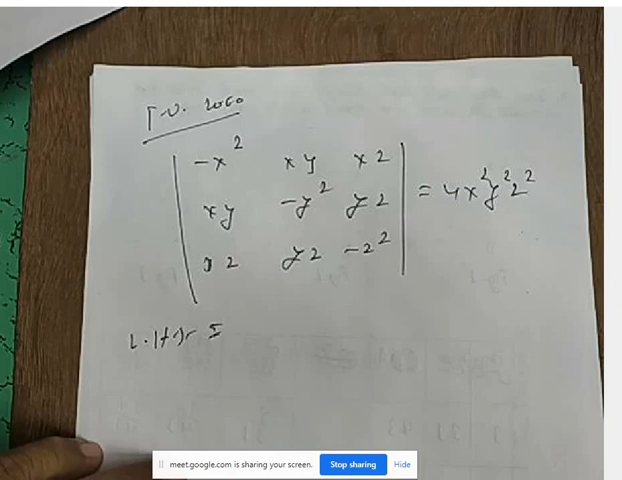 T.U. 2060
| -x² xy xz |
| xy -y² yz | = 4x²y²z²
| xz yz -z² |
L.H.S
meet.google.com is sharing your screen. Stop sharing Hide